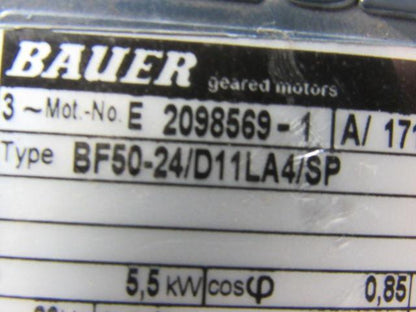 BAUER geared motors
3~Mot.-No. E 2098569-1 A/ 171
Type BF50-24/D11LA4/SP
5,5 kW cosφ 0,85